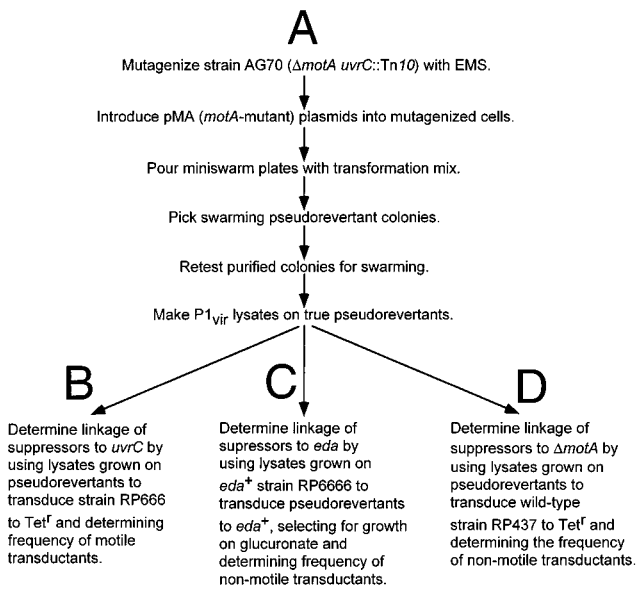 A
Mutagenize strain AG70 (ΔmotA uvrC::Tn10) with EMS.
Introduce pMA (motA-mutant) plasmids into mutagenized cells.
Pour miniswarm plates with transformation mix.
Pick swarming pseudorevertant colonies.
Retest purified colonies for swarming.
Make P1vir lysates on true pseudorevertants.
B
Determine linkage of
suppressors to uvrC by
using lysates grown on
pseudorevertants to
transduce strain RP666
to Tetr and determining
frequency of motile
transductants.
C
Determine linkage of
supressors to eda by
using lysates grown on
eda+ strain RP6666 to
transduce pseudorevertants
to eda+, selecting for growth
on glucuronate and
determining frequency of
non-motile transductants.
D
Determine linkage of
suppressors to ΔmotA by
using lysates grown on
pseudorevertants to
transduce wild-type
strain RP437 to Tetr and
determining the frequency
of non-motile transductants.